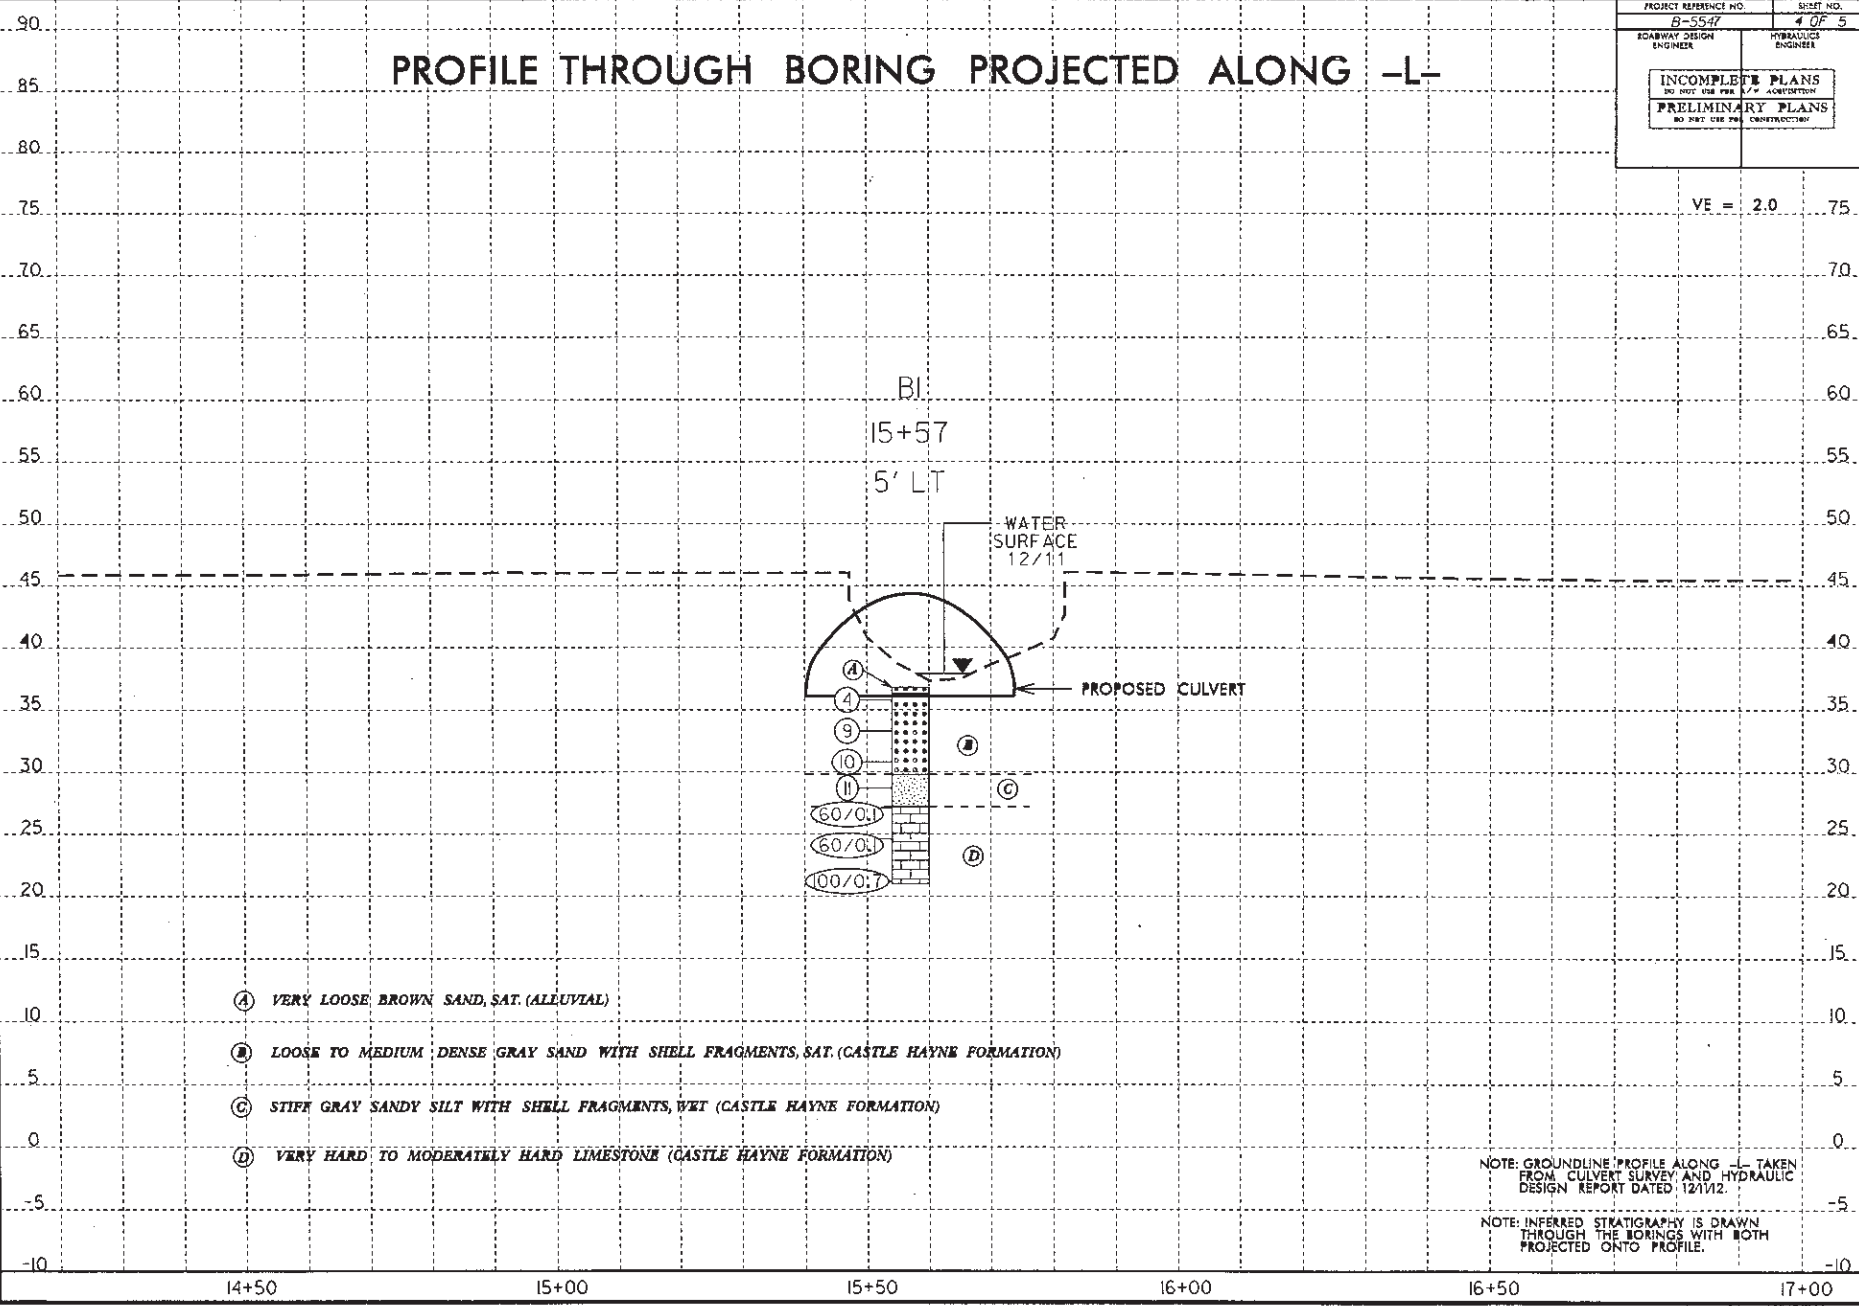 PROJECT REFERENCE NO. SHEET NO.
B-5547 4 OF 5
ROADWAY DESIGN ENGINEER HYDRAULICS ENGINEER
INCOMPLETE PLANS
DO NOT USE FOR R/W ACQUISITION
PRELIMINARY PLANS
DO NOT USE FOR CONSTRUCTION
PROFILE THROUGH BORING PROJECTED ALONG -L-
VE = 2.0
90
85
80
75 75
70 70
65 65
60 60
55 55
50 50
45 45
40 40
35 35
30 30
25 25
20 20
15 15
10 10
5 5
0 0
-5 -5
-10 -10
B1
15+57
5' LT
WATER
SURFACE
12/11
PROPOSED CULVERT
A
4
9
B
10
11
C
60/0.1
60/0.1
D
100/0.7
A VERY LOOSE BROWN SAND, SAT. (ALLUVIAL)
B LOOSE TO MEDIUM DENSE GRAY SAND WITH SHELL FRAGMENTS, SAT. (CASTLE HAYNE FORMATION)
C STIFF GRAY SANDY SILT WITH SHELL FRAGMENTS, WET (CASTLE HAYNE FORMATION)
D VERY HARD TO MODERATELY HARD LIMESTONE (CASTLE HAYNE FORMATION)
NOTE: GROUNDLINE PROFILE ALONG -L- TAKEN
FROM CULVERT SURVEY AND HYDRAULIC
DESIGN REPORT DATED
NOTE: INFERRED STRATIGRAPHY IS DRAWN
THROUGH THE BORINGS WITH BOTH
PROJECTED ONTO PROFILE.
14+50 15+00 15+50 16+00 16+50 17+00